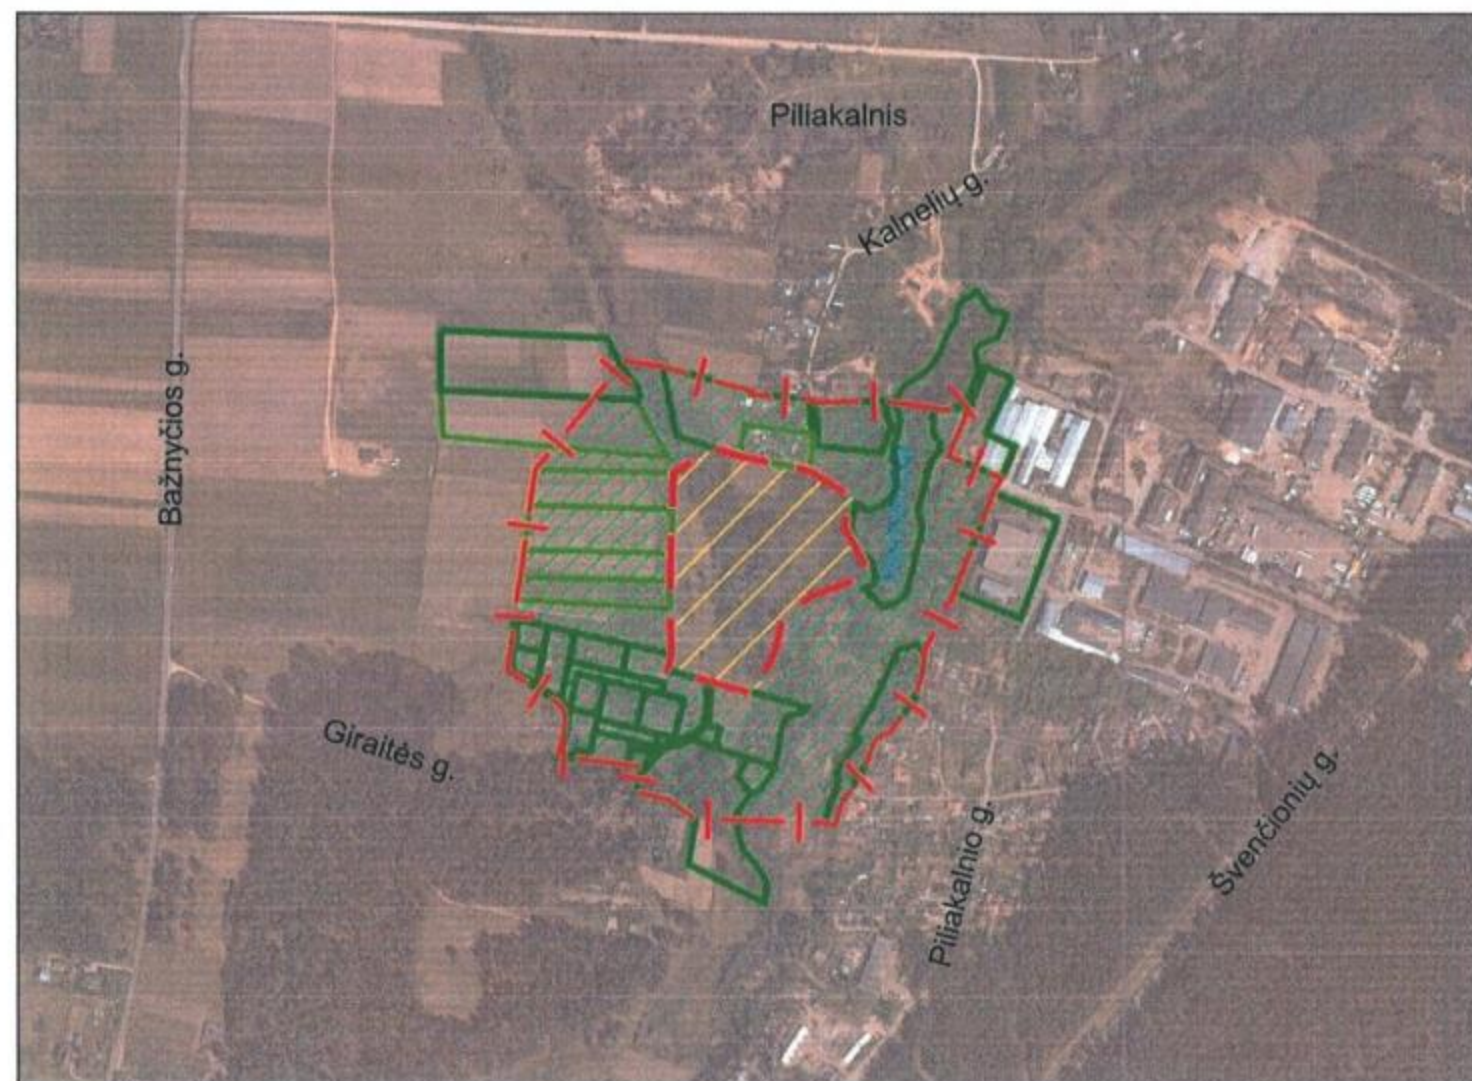 Piliakalnis
Kalnelių g.
Bažnyčios g.
Giraitės g.
Piliakalnio g.
Švenčionių g.